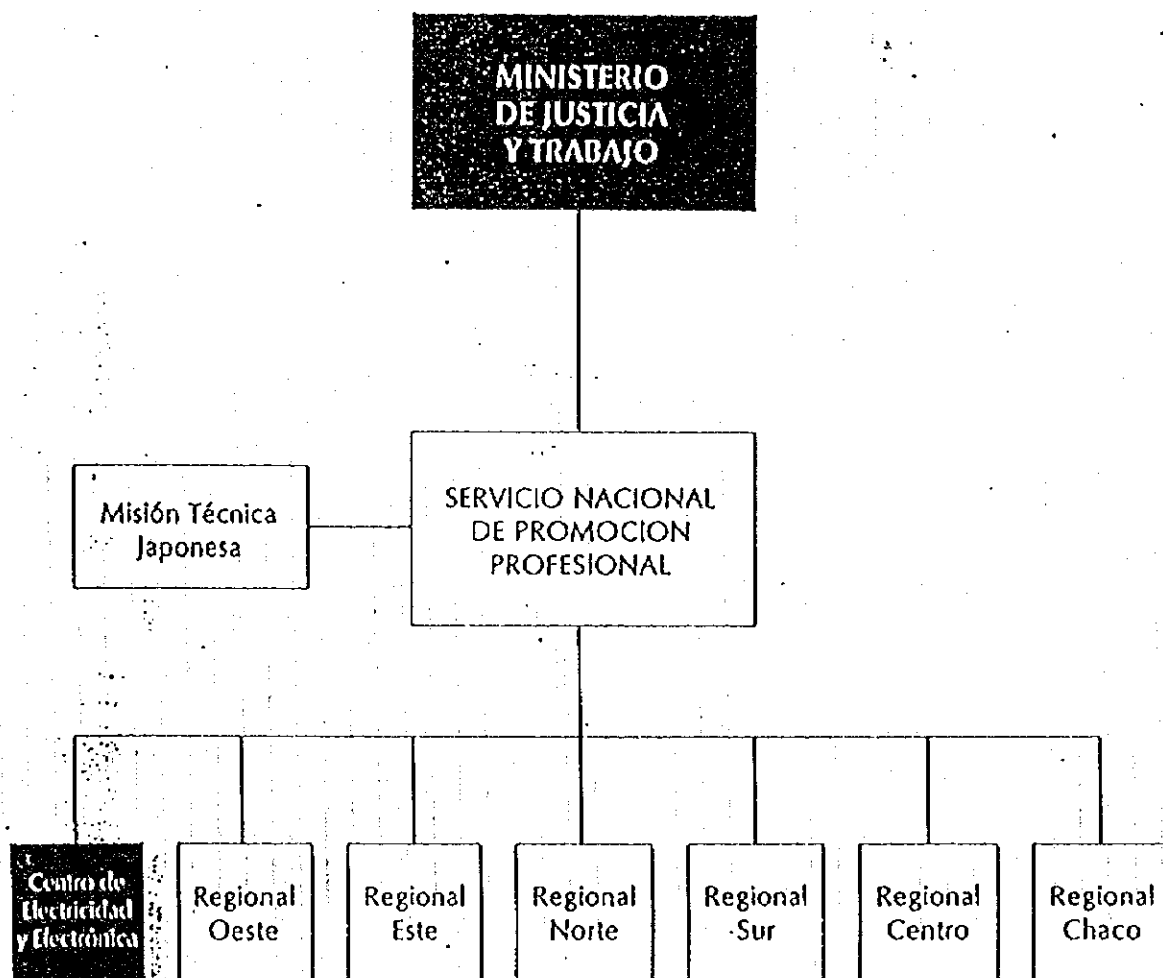 MINISTERIO
DE JUSTICIA
Y TRABAJO
Misión Técnica
Japonesa
SERVICIO NACIONAL
DE PROMOCION
PROFESIONAL
Centro de
Electricidad
y Electrónica
Regional
Oeste
Regional
Este
Regional
Norte
Regional
Sur
Regional
Centro
Regional
Chaco